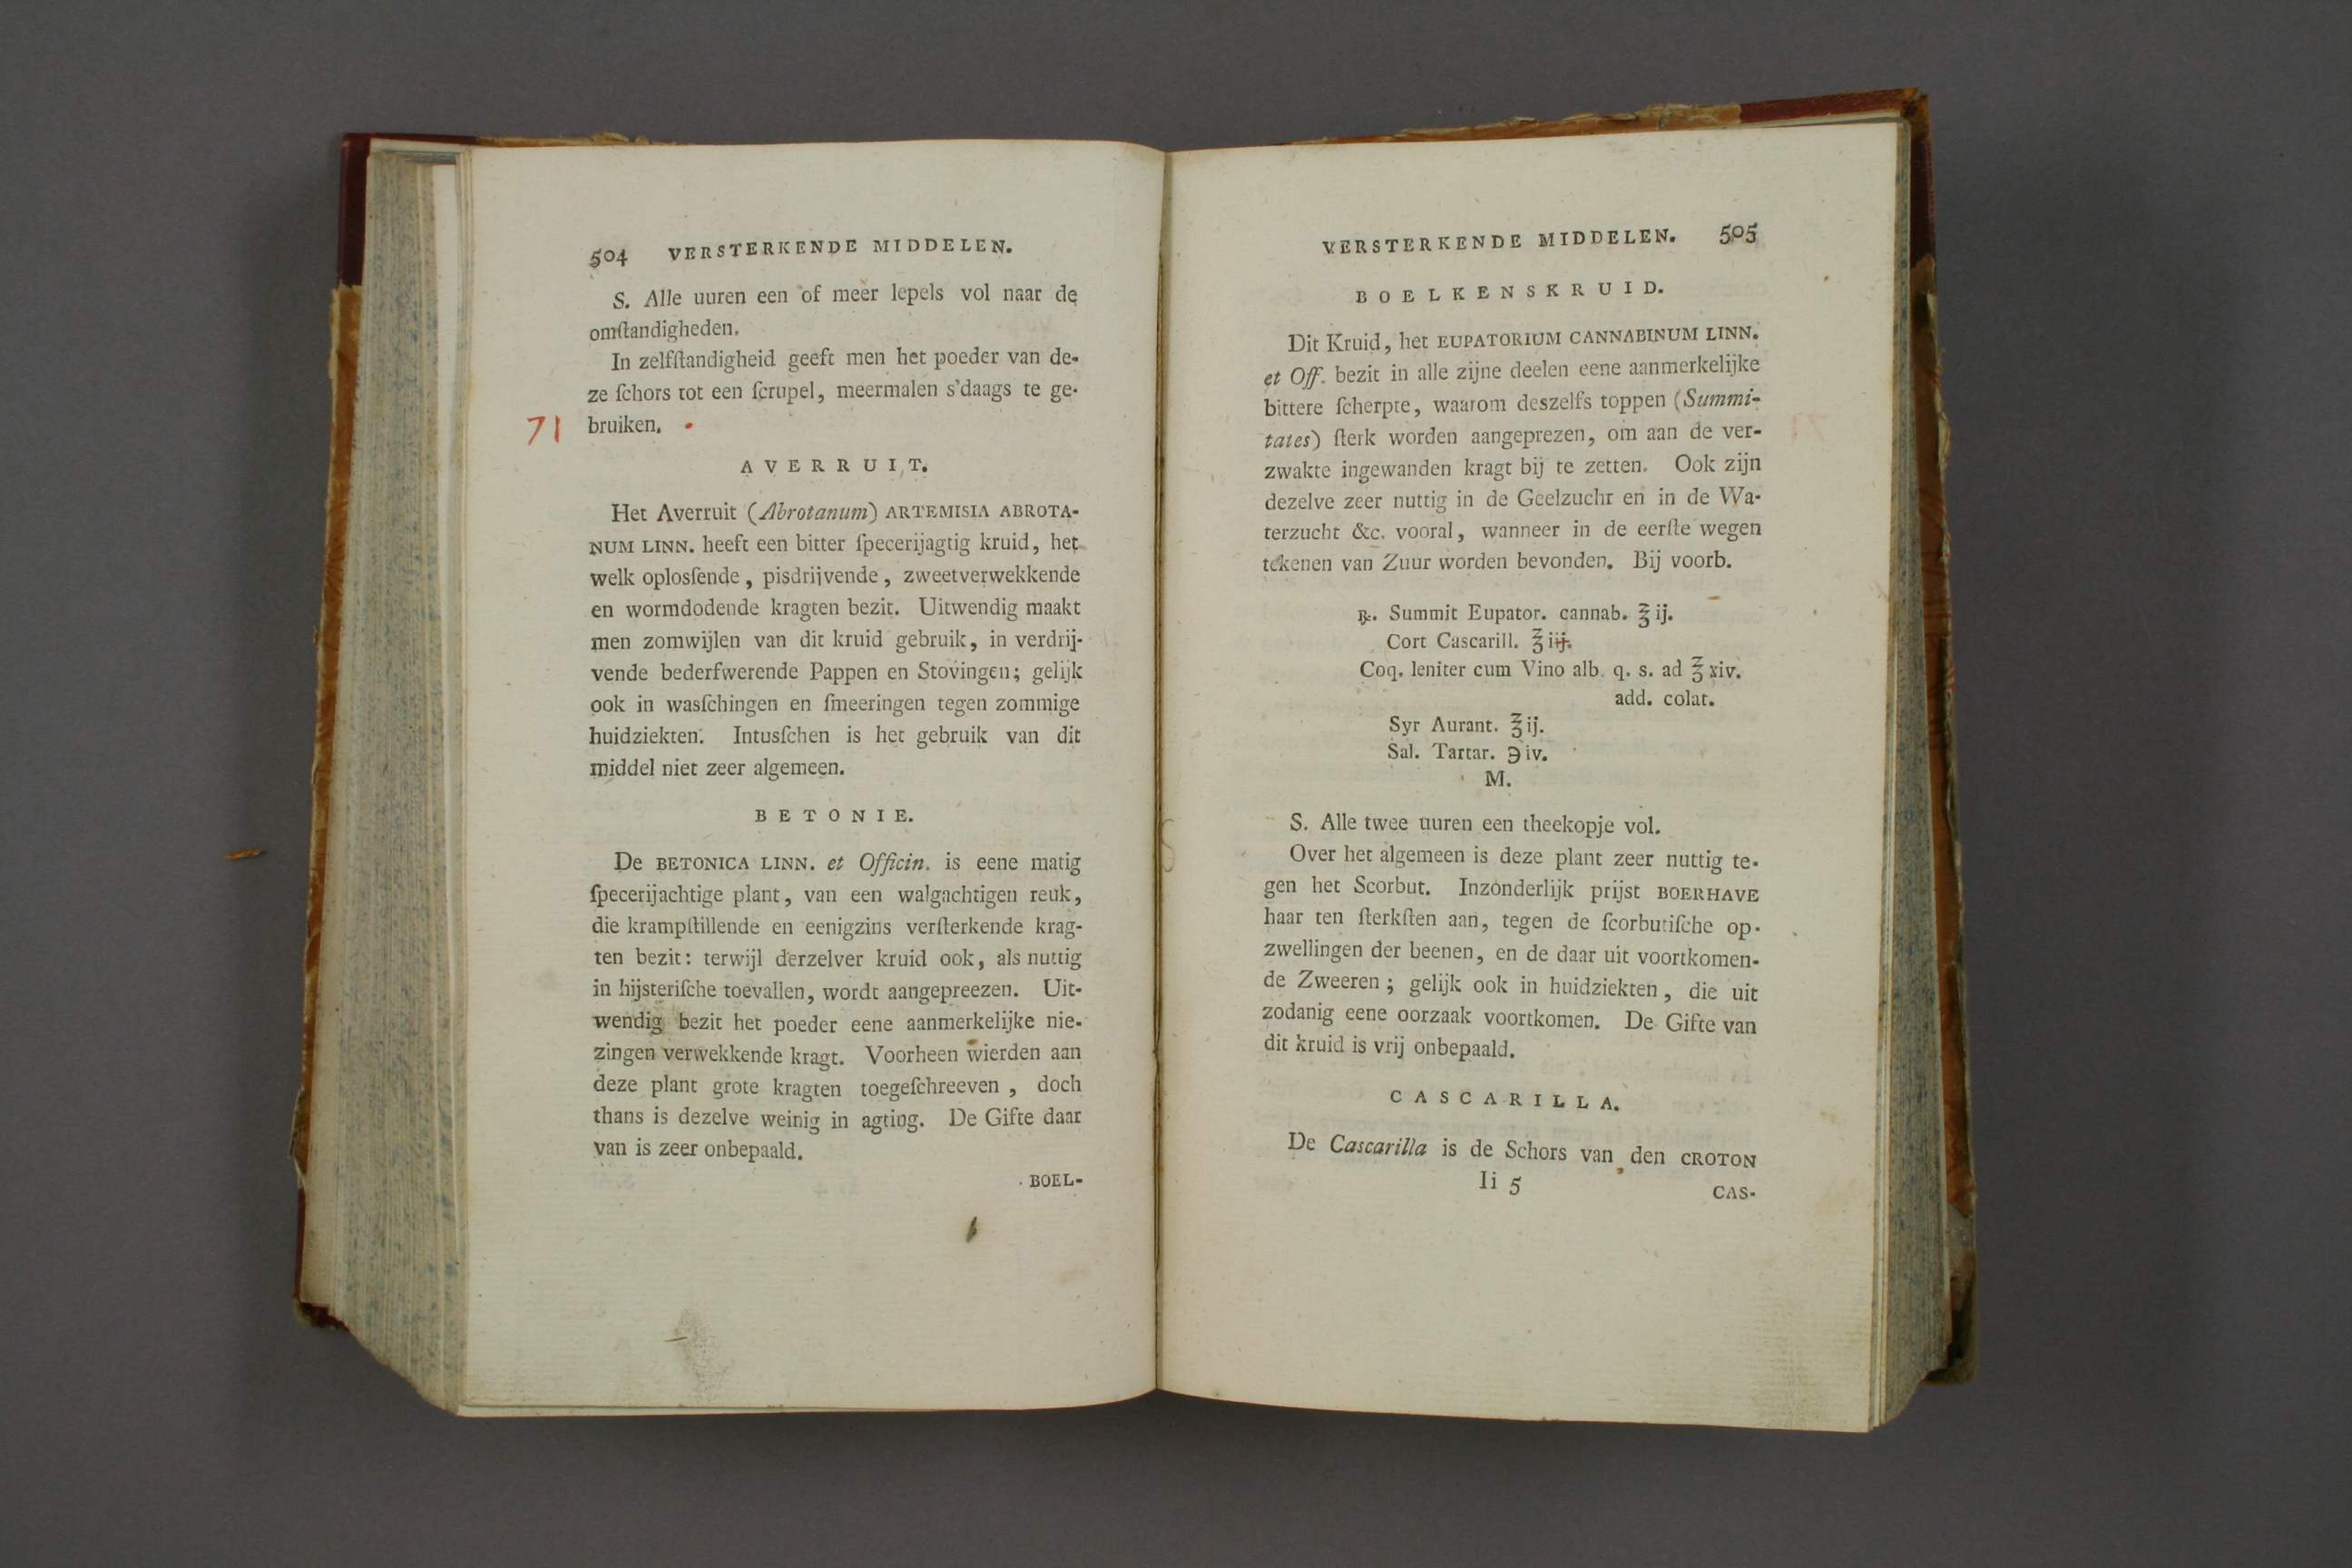 504 VERSTERKENDE MIDDELEN.
S. Alle uuren een of meer lepels vol naar de
omſtandigheden.
In zelfſtandigheid geeft men het poeder van de-
ze ſchors tot een ſcrupel, meermalen s'daags te ge-
71 bruiken.
AVERRUIT.
Het Averruit (Abrotanum) ARTEMISIA ABROTA-
NUM LINN. heeft een bitter ſpecerijagtig kruid, het
welk oplosſende, pisdrijvende, zweetverwekkende
en wormdodende kragten bezit. Uitwendig maakt
men zomwijlen van dit kruid gebruik, in verdrij-
vende bederfwerende Pappen en Stovingen; gelijk
ook in wasſchingen en ſmeeringen tegen zommige
huidziekten. Intusſchen is het gebruik van dit
middel niet zeer algemeen.
BETONIE.
De BETONICA LINN. et Officin. is eene matig
ſpecerijachtige plant, van een walgachtigen reuk,
die krampſtillende en eenigzins verſterkende krag-
ten bezit: terwijl derzelver kruid ook, als nuttig
in hijsteriſche toevallen, wordt aangepreezen. Uit-
wendig bezit het poeder eene aanmerkelijke nie-
zingen verwekkende kragt. Voorheen wierden aan
deze plant grote kragten toegeſchreeven, doch
thans is dezelve weinig in agting. De Gifte daar
van is zeer onbepaald.
BOEL-
VERSTERKENDE MIDDELEN. 505
BOELKENSKRUID.
Dit Kruid, het EUPATORIUM CANNABINUM LINN.
et Off. bezit in alle zijne deelen eene aanmerkelijke
bittere ſcherpte, waarom deszelfs toppen (Summi-
tates) ſterk worden aangeprezen, om aan de ver-
zwakte ingewanden kragt bij te zetten. Ook zijn
dezelve zeer nuttig in de Geelzucht en in de Wa-
terzucht &c. vooral, wanneer in de eerſte wegen
tekenen van Zuur worden bevonden. Bij voorb.
℞. Summit Eupator. cannab. ℥ij.
Cort Cascarill. ℥iij.
Coq. leniter cum Vino alb. q. s. ad ℥xiv.
add. colat.
Syr Aurant. ℥ij.
Sal. Tartar. ℈iv.
M.
S. Alle twee uuren een theekopje vol.
Over het algemeen is deze plant zeer nuttig te-
gen het Scorbut. Inzonderlijk prijst BOERHAVE
haar ten ſterkſten aan, tegen de ſcorbutiſche op-
zwellingen der beenen, en de daar uit voortkomen-
de Zweeren; gelijk ook in huidziekten, die uit
zodanig eene oorzaak voortkomen. De Gifte van
dit kruid is vrij onbepaald.
CASCARILLA.
De Cascarilla is de Schors van den CROTON
Ii 5 CAS-